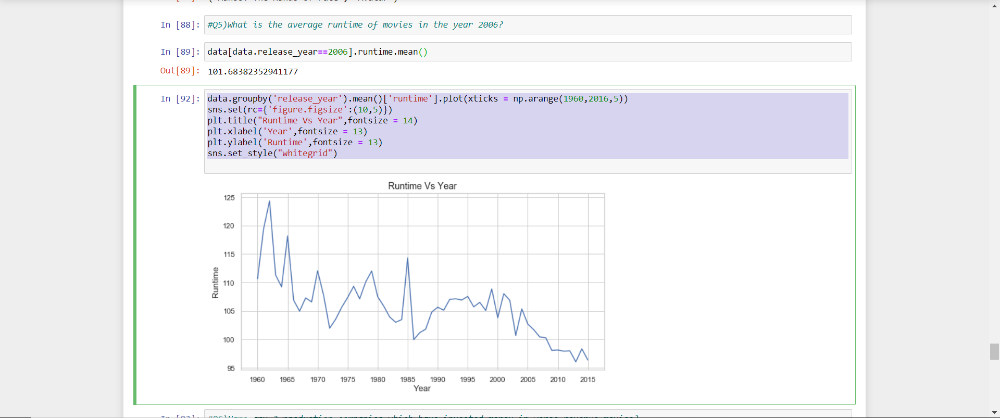 In [88]: #Q5)What is the average runtime of movies in the year 2006?
In [89]: data[data.release_year==2006].runtime.mean()
Out[89]: 101.68382352941177
In [92]: data.groupby('release_year').mean()['runtime'].plot(xticks = np.arange(1960,2016,5))
sns.set(rc={'figure.figsize':(10,5)})
plt.title("Runtime Vs Year",fontsize = 14)
plt.xlabel('Year',fontsize = 13)
plt.ylabel('Runtime',fontsize = 13)
sns.set_style("whitegrid")
Runtime Vs Year
125
120
115
110
105
100
95
Runtime
1960 1965 1970 1975 1980 1985 1990 1995 2000 2005 2010 2015
Year